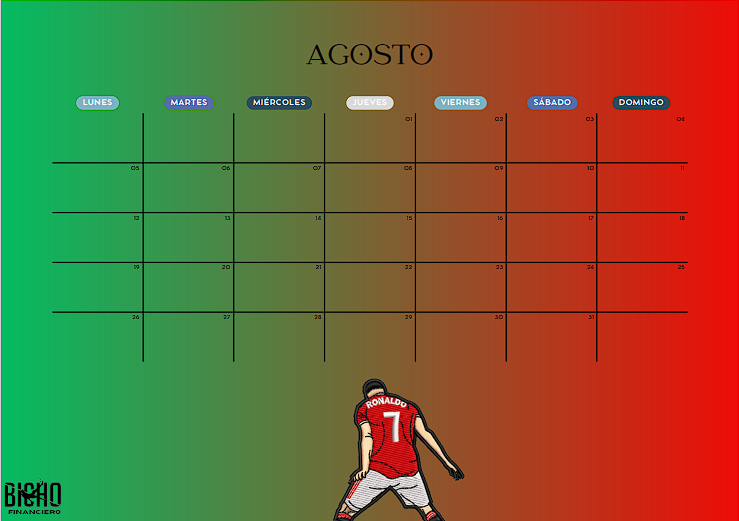 AGOSTO
LUNES MARTES MIÉRCOLES JUEVES VIERNES SÁBADO DOMINGO
01 02 03 04
05 06 07 08 09 10 11
12 13 14 15 16 17 18
19 20 21 22 23 24 25
26 27 28 29 30 31
RONALDO
7
BICHO
FINANCIERO